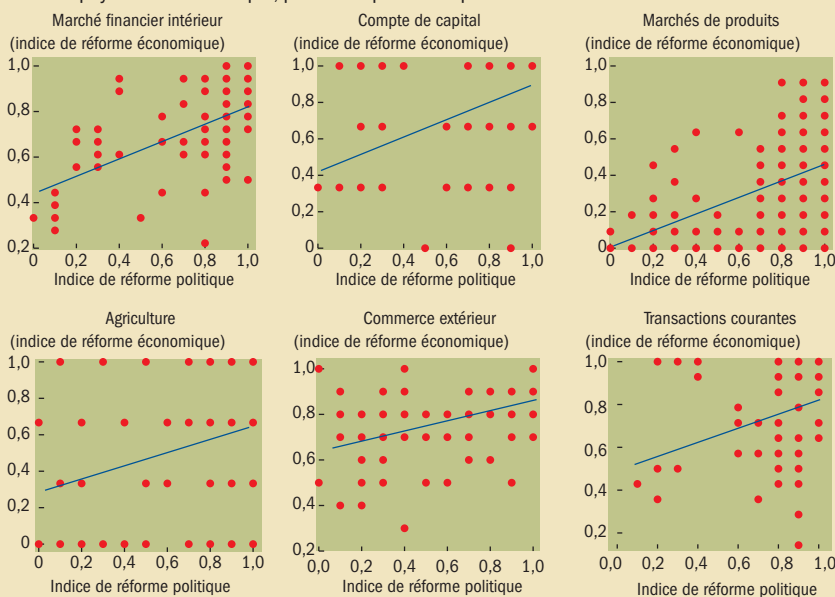 Marché financier intérieur
(indice de réforme économique)
1,0
0,8
0,6
0,4
0,2
0 0,2 0,4 0,6 0,8 1,0
Indice de réforme politique
Compte de capital
(indice de réforme économique)
1,0
0,8
0,6
0,4
0,2
0
0 0,2 0,4 0,6 0,8 1,0
Indice de réforme politique
Marchés de produits
(indice de réforme économique)
1,0
0,8
0,6
0,4
0,2
0
0 0,2 0,4 0,6 0,8 1,0
Indice de réforme politique
Agriculture
(indice de réforme économique)
1,0
0,8
0,6
0,4
0,2
0
0 0,2 0,4 0,6 0,8 1,0
Indice de réforme politique
Commerce extérieur
(indice de réforme économique)
1,0
0,8
0,6
0,4
0,2
0,0 0,2 0,4 0,6 0,8 1,0
Indice de réforme politique
Transactions courantes
(indice de réforme économique)
1,0
0,8
0,6
0,4
0,2
0,0 0,2 0,4 0,6 0,8 1,0
Indice de réforme politique